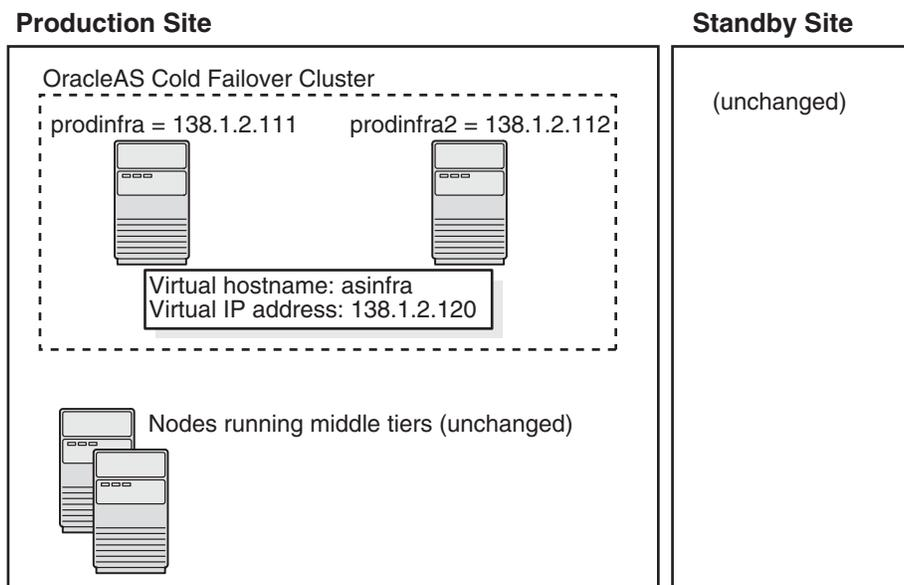 Production Site
Standby Site
OracleAS Cold Failover Cluster
(unchanged)
prodinfra = 138.1.2.111
prodinfra2 = 138.1.2.112
Virtual hostname: asinfra
Virtual IP address: 138.1.2.120
Nodes running middle tiers (unchanged)